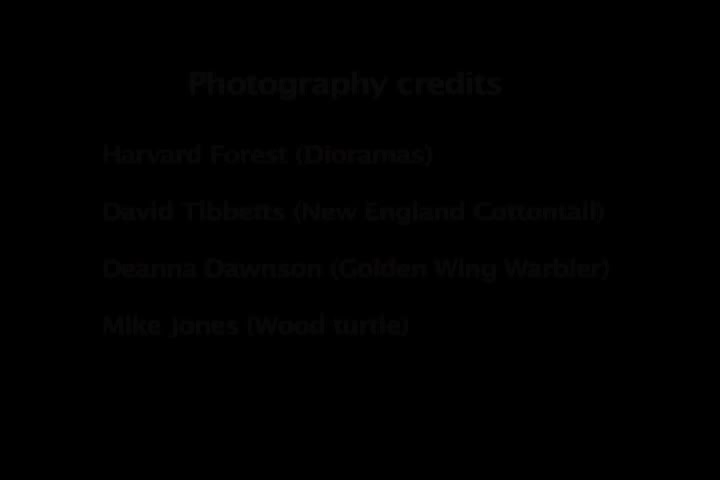 Photography credits
Harvard Forest (Dioramas)
David Tibbetts (New England Cottontail)
Deanna Dawnson (Golden Wing Warbler)
Mike Jones (Wood turtle)